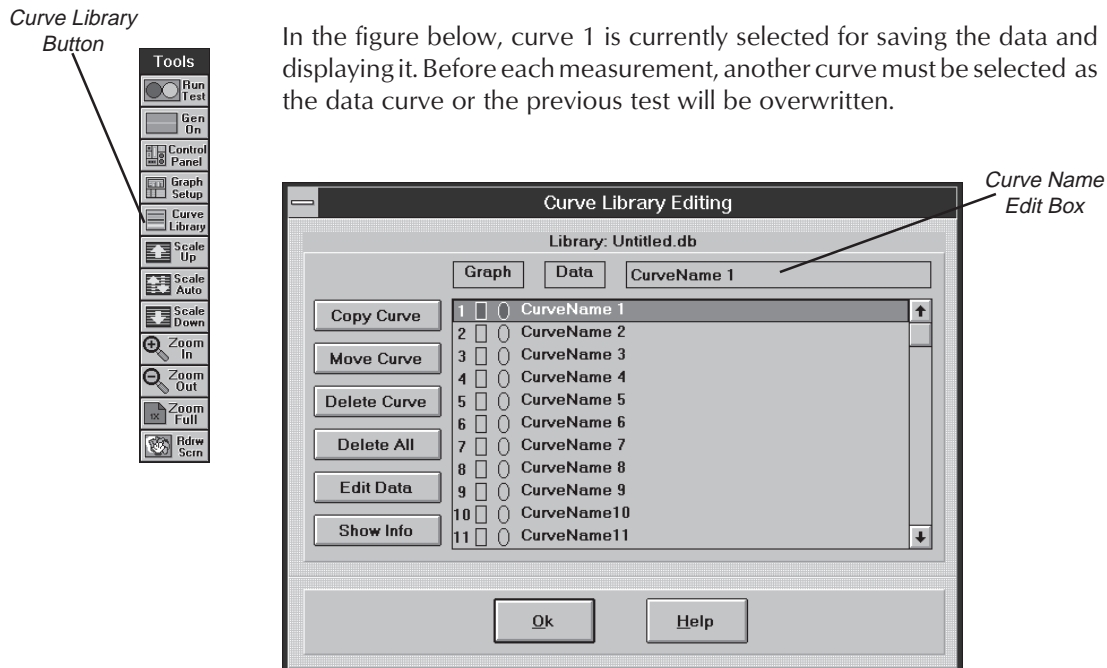 Curve Library
Button
In the figure below, curve 1 is currently selected for saving the data and
displaying it. Before each measurement, another curve must be selected as
the data curve or the previous test will be overwritten.
Tools
Run
Test
Gen
On
Control
Panel
Graph
Setup
Curve
Library
Scale
Up
Scale
Auto
Scale
Down
Zoom
In
Zoom
Out
1X
Zoom
Full
Rdrw
Scrn
Curve Name
Edit Box
Curve Library Editing
Library: Untitled.db
Graph Data CurveName 1
Copy Curve
Move Curve
Delete Curve
Delete All
Edit Data
Show Info
1 CurveName 1
2 CurveName 2
3 CurveName 3
4 CurveName 4
5 CurveName 5
6 CurveName 6
7 CurveName 7
8 CurveName 8
9 CurveName 9
10 CurveName10
11 CurveName11
Ok Help